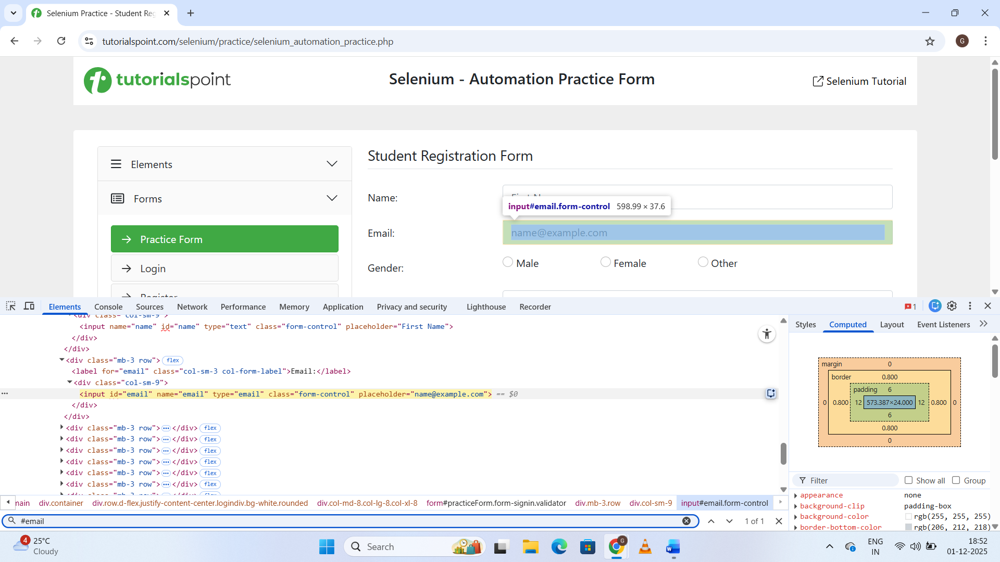 Selenium Practice - Student Reg
tutorialspoint.com/selenium/practice/selenium_automation_practice.php
G
tutorialspoint
Selenium - Automation Practice Form
Selenium Tutorial
Elements
Forms
Practice Form
Login
Register
Student Registration Form
Name:
input#email.form-control 598.99 × 37.6
Email:
name@example.com
Gender:
Male
Female
Other
Elements Console Sources Network Performance Memory Application Privacy and security Lighthouse Recorder
1
<div class="col-sm-9">
<input name="name" id="name" type="text" class="form-control" placeholder="First Name">
</div>
</div>
<div class="mb-3 row"> flex
<label for="email" class="col-sm-3 col-form-label">Email:</label>
<div class="col-sm-9">
<input id="email" name="email" type="email" class="form-control" placeholder="name@example.com"> == $0
</div>
</div>
<div class="mb-3 row"> ••• </div> flex
<div class="mb-3 row"> ••• </div> flex
<div class="mb-3 row"> ••• </div> flex
<div class="mb-3 row"> ••• </div> flex
<div class="mb-3 row"> ••• </div> flex
<div class="mb-3 row"> ••• </div> flex
div.container div.row.d-flex.justify-content-center.logindiv.bg-white.rounded div.col-md-8.col-lg-8.col-xl-8 form#practiceForm.form-signin.validator div.mb-3.row div.col-sm-9 input#email.form-control
#email
1 of 1
Styles Computed Layout Event Listeners
margin 0
border 0.800
padding 6
0 0.800 12 573.387×24.000 12 0.800 0
6
0.800
0
Filter
Show all
Group
appearance none
background-clip padding-box
background-color rgb(255, 255, 255)
border-bottom-color rgb(206, 212, 218)
4
25°C
Cloudy
Search
G
ENG
IN
18:52
01-12-2025